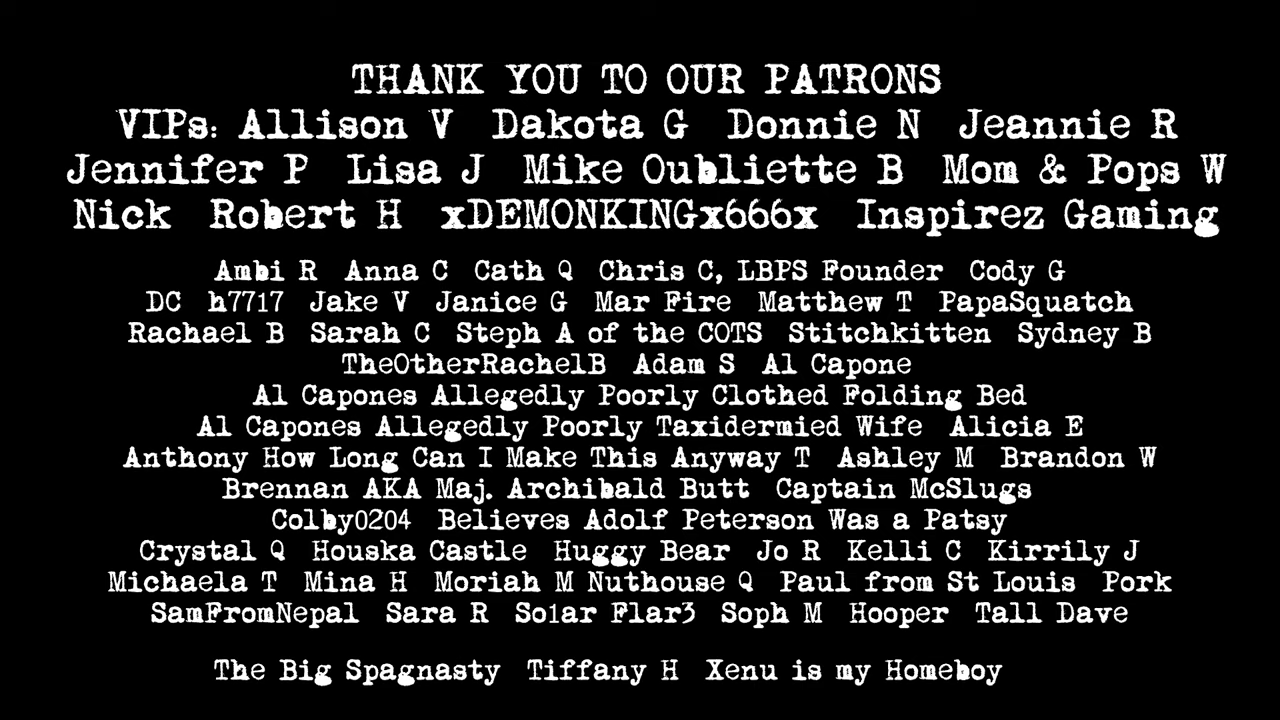 THANK YOU TO OUR PATRONS
VIPs: Allison V Dakota G Donnie N Jeannie R
Jennifer P Lisa J Mike Oubliette B Mom & Pops W
Nick Robert H xDEMONKINGx666x Inspirez Gaming
Ambi R Anna C Cath Q Chris C, LBPS Founder Cody G
DC h7717 Jake V Janice G Mar Fire Matthew T PapaSquatch
Rachael B Sarah C Steph A of the COTS Stitchkitten Sydney B
TheOtherRachelB Adam S Al Capone
Al Capones Allegedly Poorly Clothed Folding Bed
Al Capones Allegedly Poorly Taxidermied Wife Alicia E
Anthony How Long Can I Make This Anyway T Ashley M Brandon W
Brennan AKA Maj. Archibald Butt Captain McSlugs
Colby0204 Believes Adolf Peterson Was a Patsy
Crystal Q Houska Castle Huggy Bear Jo R Kelli C Kirrily J
Michaela T Mina H Moriah M Nuthouse Q Paul from St Louis Pork
SamFromNepal Sara R So1ar Flar3 Soph M Hooper Tall Dave
The Big Spagnasty Tiffany H Xenu is my Homeboy